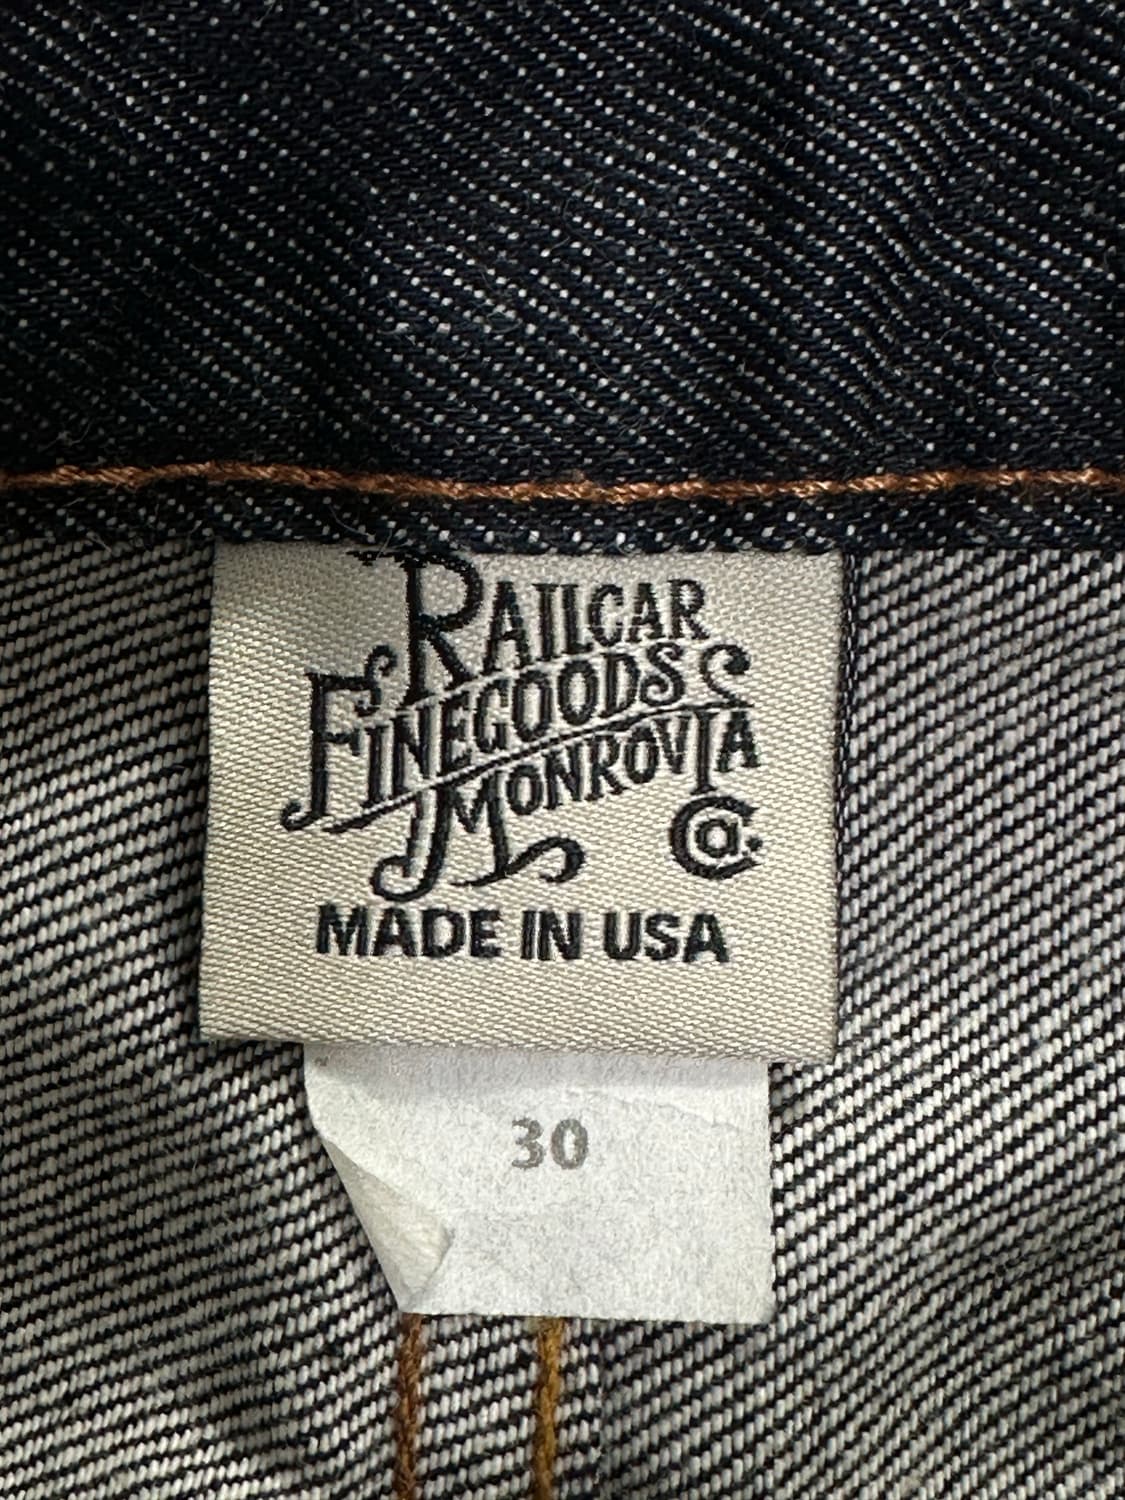 RAILCAR
FINEGOODS
MONROVIA
CO.
MADE IN USA
30